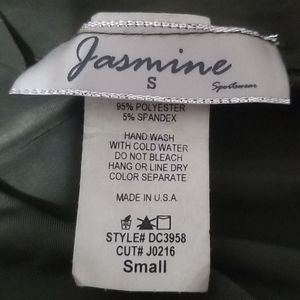 Jasmine
S
Sportswear
95% POLYESTER
5% SPANDEX
HAND WASH
WITH COLD WATER
DO NOT BLEACH
HANG OR LINE DRY
COLOR SEPARATE
MADE IN U.S.A.
STYLE# DC3958
CUT# J0216
Small